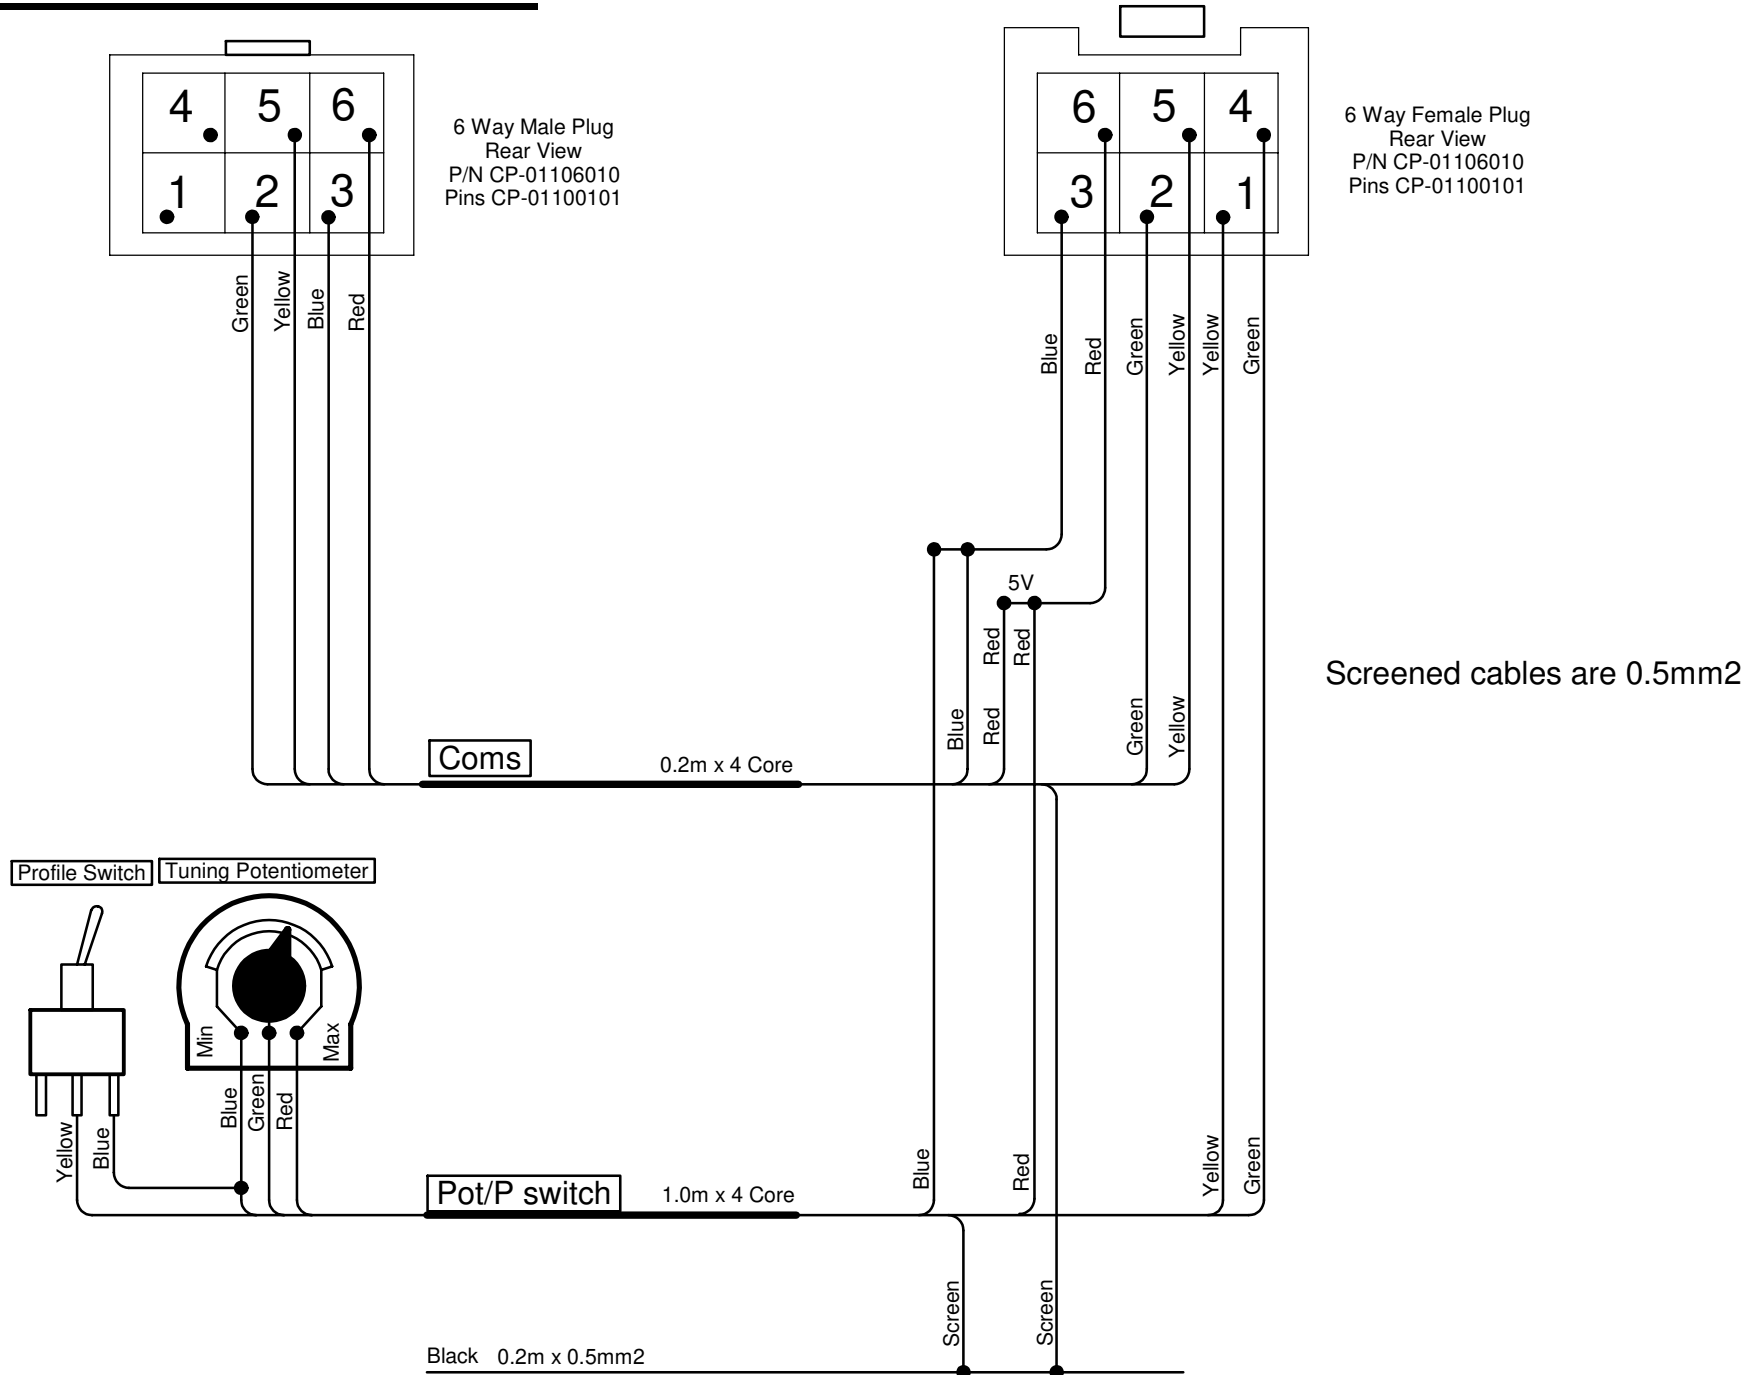 4
5
6
1
2
3
6 Way Male Plug
Rear View
P/N CP-01106010
Pins CP-01100101
6
5
4
3
2
1
6 Way Female Plug
Rear View
P/N CP-01106010
Pins CP-01100101
Green
Yellow
Blue
Red
Blue
Red
Green
Yellow
Yellow
Green
5V
Red
Red
Screened cables are 0.5mm2
Blue
Red
Green
Yellow
Coms
0.2m x 4 Core
Profile Switch
Tuning Potentiometer
Min
Max
Blue
Green
Red
Yellow
Blue
Blue
Red
Yellow
Green
Pot/P switch
1.0m x 4 Core
Screen
Screen
Black 0.2m x 0.5mm2